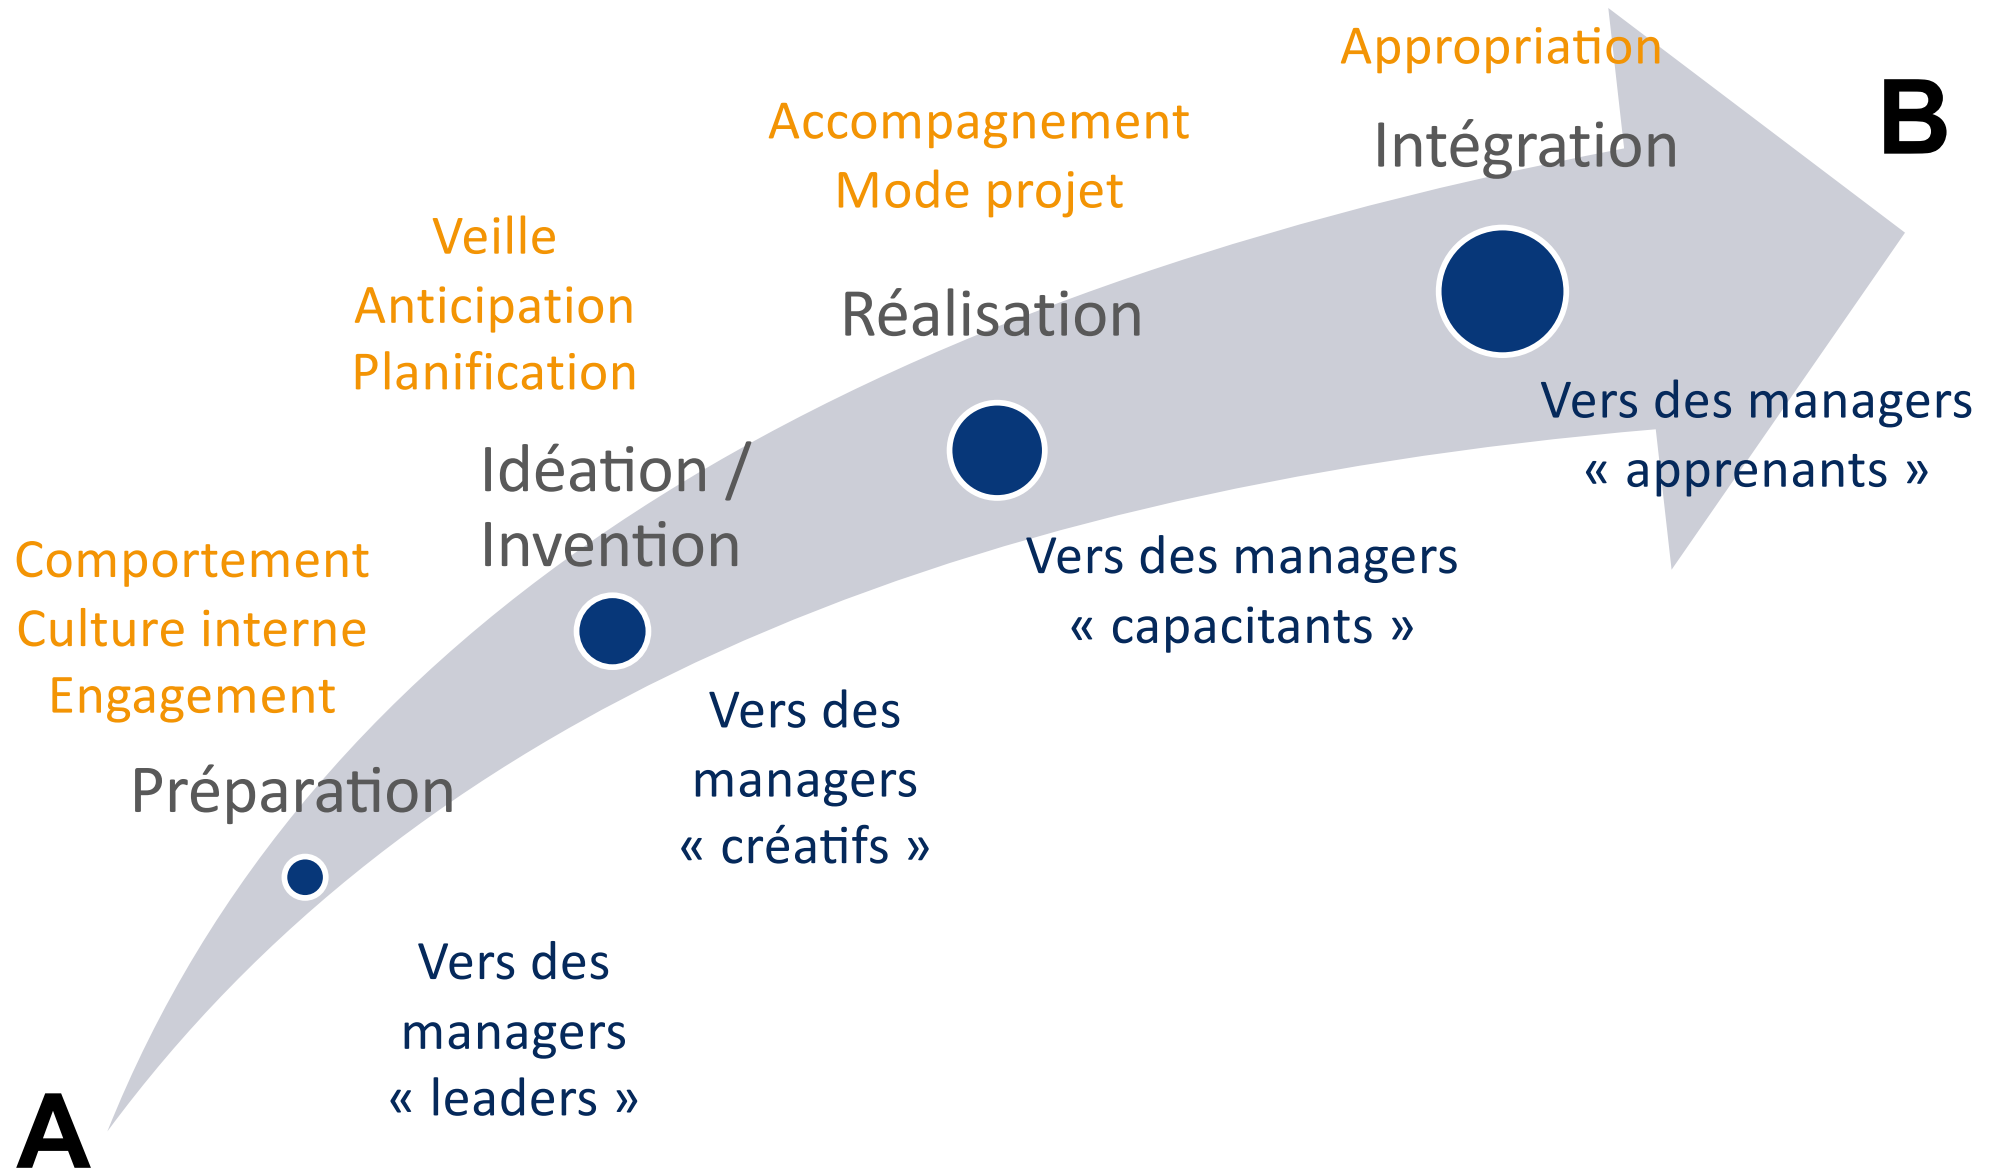 Appropriation
Intégration
B
Accompagnement
Mode projet
Réalisation
Veille
Anticipation
Planification
Idéation /
Invention
Comportement
Culture interne
Engagement
Préparation
Vers des managers
« apprenants »
Vers des managers
« capacitants »
Vers des
managers
« créatifs »
Vers des
managers
« leaders »
A